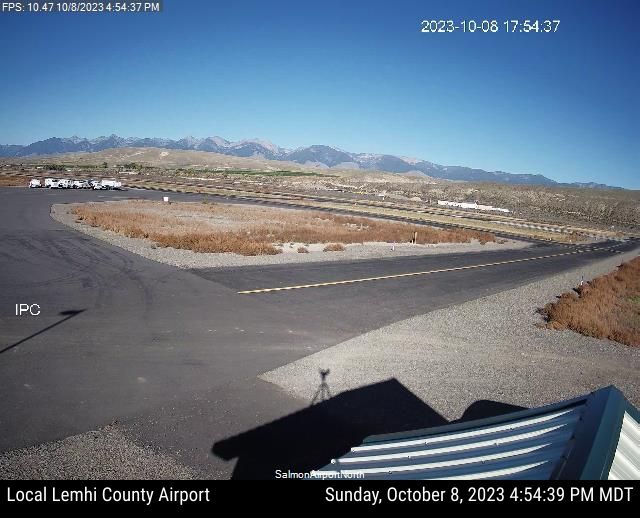 FPS: 10.47 10/8/2023 4:54:37 PM
2023-10-08 17:54:37
IPC
SalmonAirportNorth
Local Lemhi County Airport Sunday, October 8, 2023 4:54:39 PM MDT